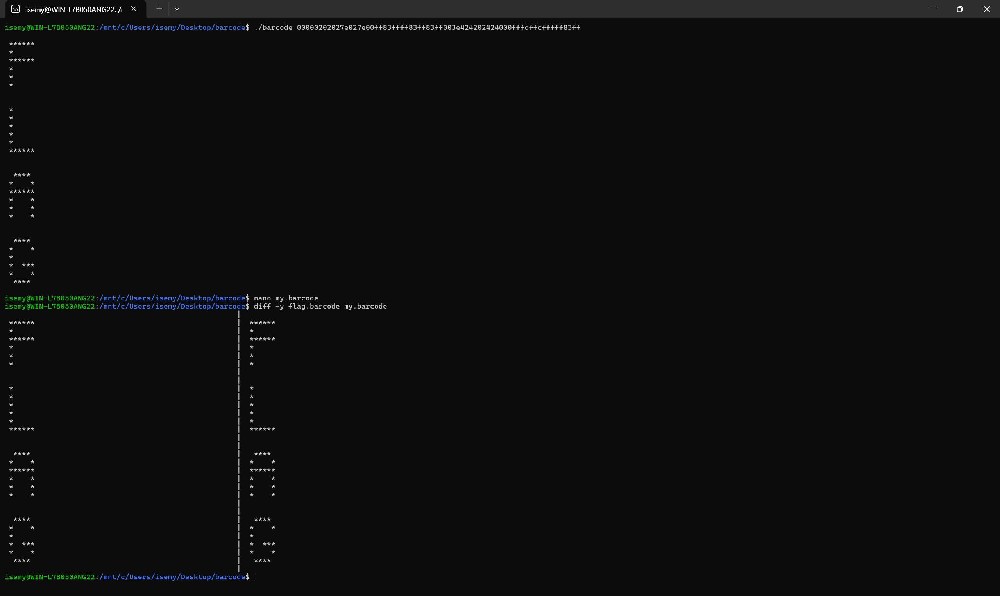 isemy@WIN-L7B050ANG22: /
isemy@WIN-L7B050ANG22:/mnt/c/Users/isemy/Desktop/barcode$ ./barcode 00000202027e027e00ff83ffff83ff83ff003e424202424000fffdffcfffff83ff
******
*
******
*
*
*
*
*
*
*
*
******
****
*    *
******
*    *
*    *
*    *
****
*    *
*
*  ***
*    *
****
isemy@WIN-L7B050ANG22:/mnt/c/Users/isemy/Desktop/barcode$ nano my.barcode
isemy@WIN-L7B050ANG22:/mnt/c/Users/isemy/Desktop/barcode$ diff -y flag.barcode my.barcode
|
****** | ******
* | *
****** | ******
* | *
* | *
* | *
|
|
* | *
* | *
* | *
* | *
* | *
****** | ******
|
|
**** | ****
*    * | *    *
****** | ******
*    * | *    *
*    * | *    *
*    * | *    *
|
|
**** | ****
*    * | *    *
* | *
*  *** | *  ***
*    * | *    *
**** | ****
|
isemy@WIN-L7B050ANG22:/mnt/c/Users/isemy/Desktop/barcode$